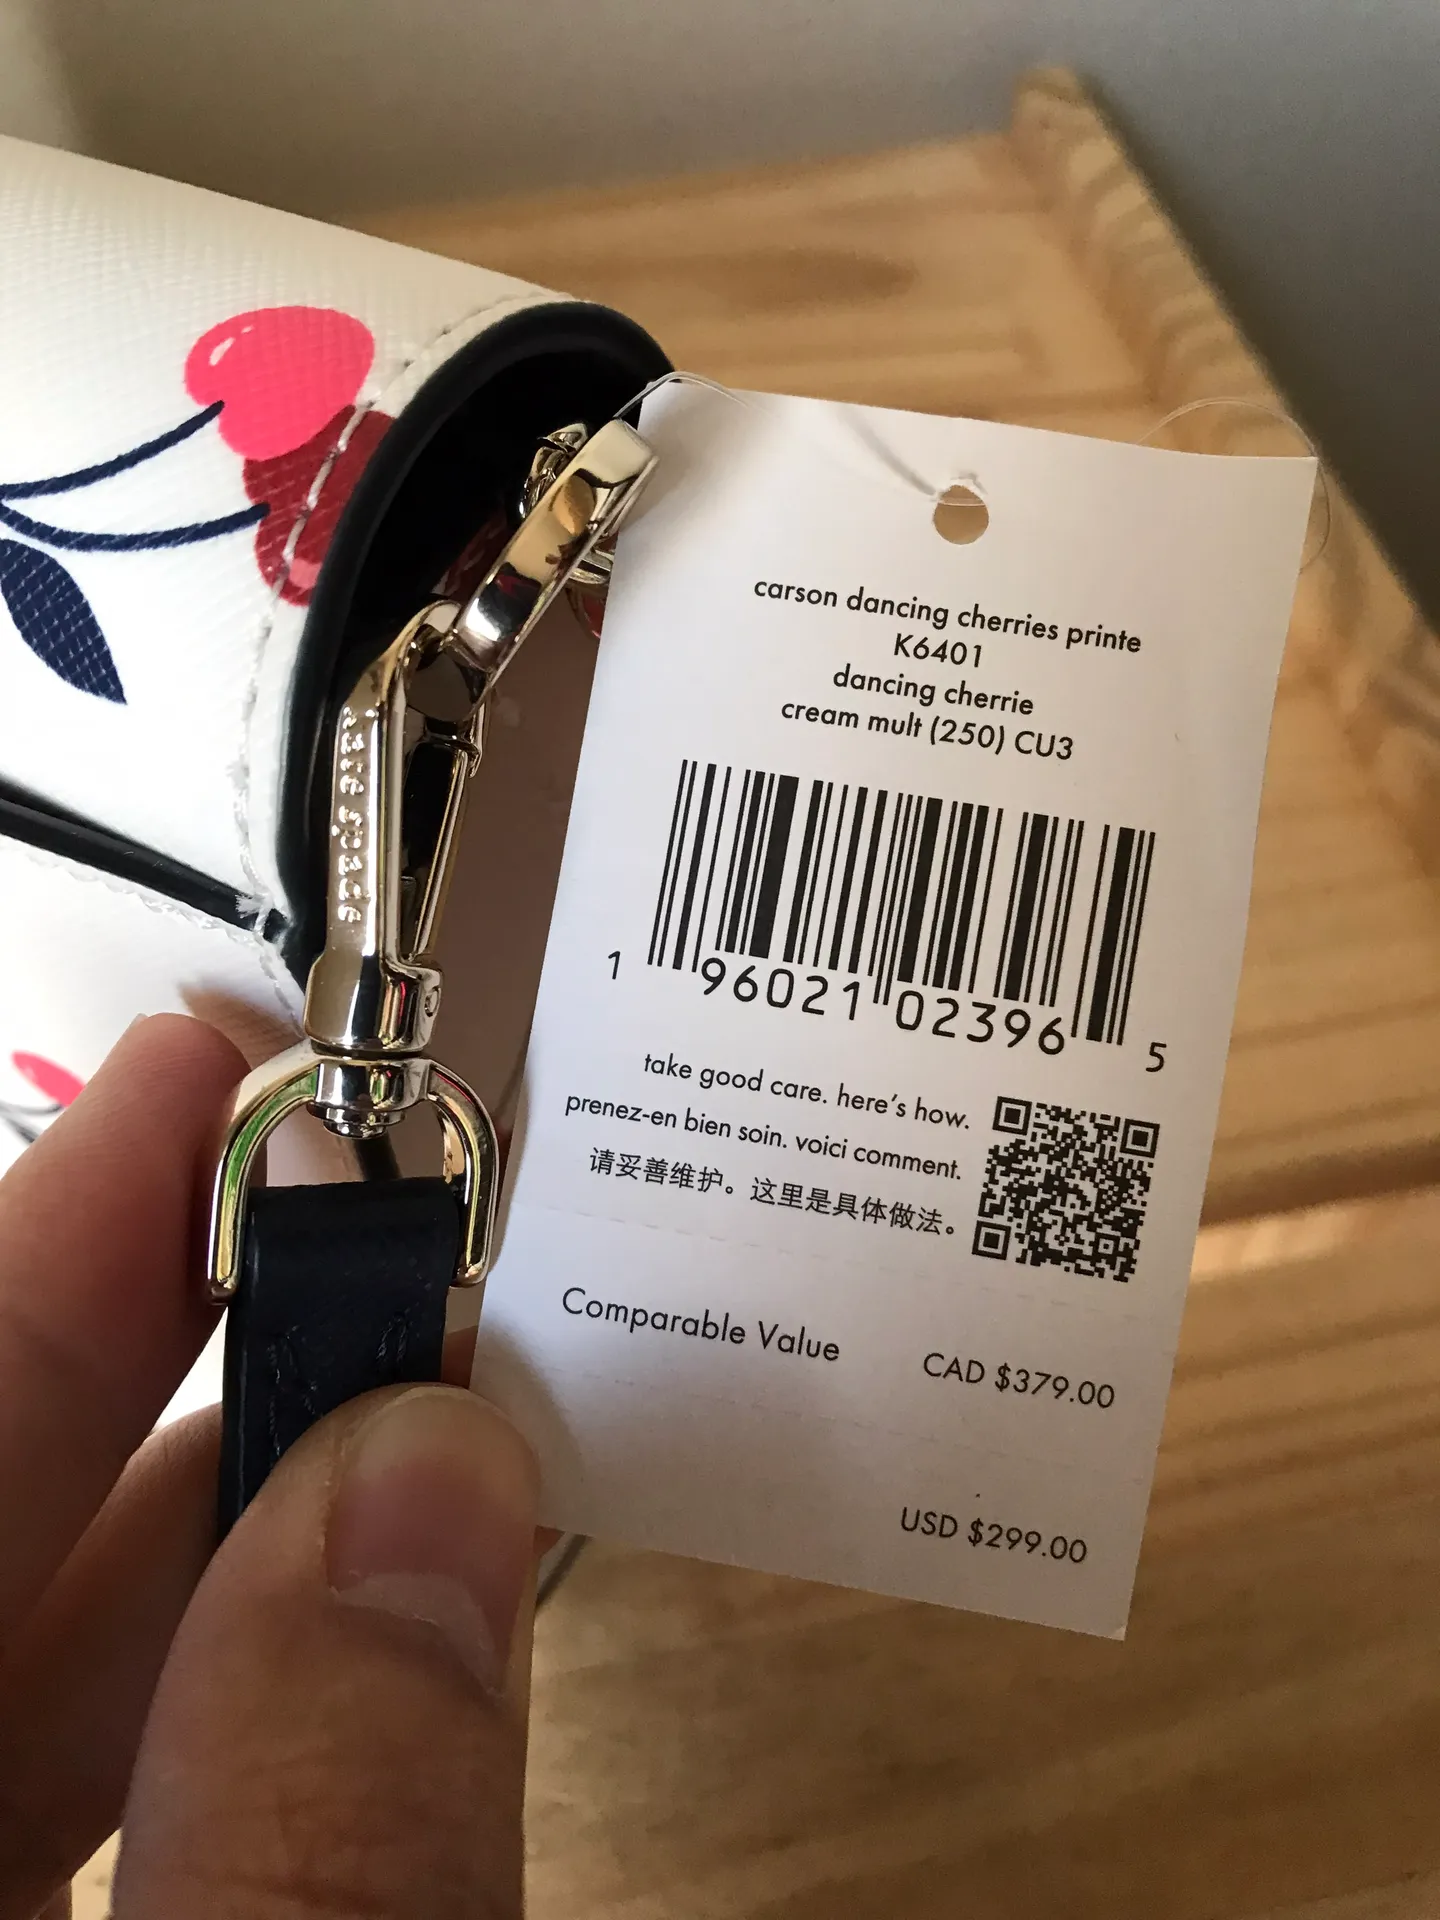 kate spade
carson dancing cherries printe
K6401
dancing cherrie
cream mult (250) CU3
1 96021 02396 5
take good care. here's how.
prenez-en bien soin. voici comment.
请妥善维护。这里是具体做法。
Comparable Value CAD $379.00
USD $299.00